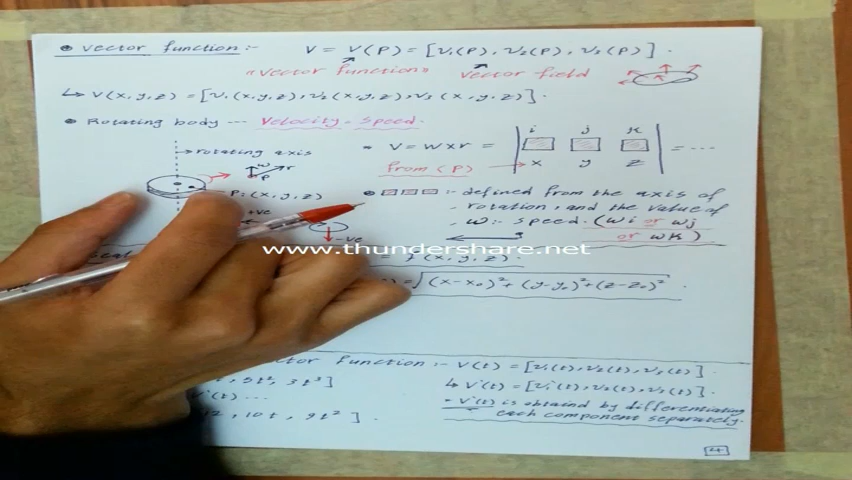 • Vector function :- V = V(P) = [v₁(P), v₂(P), v₃(P)].
"Vector function" Vector field
↳ V(x,y,z) = [v₁(x,y,z), v₂(x,y,z), v₃(x,y,z)].
• Rotating body --- Velocity - Speed.
rotating axis
w r
P
P:(x,y,z)
+ve
-ve
• V = w x r = | i j k | = ....
from (P) → x y z
• :- defined from the axis of
rotation, and the value of
w :- speed. (wi or wj
or wk)
www.thundershare.net
= f(x,y,z).
= √(x-x₀)² + (y-y₀)² + (z-z₀)²
function :- V(t) = [v₁(t), v₂(t), v₃(t)].
5t², 3t³]
↳ V'(t) = [v₁'(t), v₂'(t), v₃'(t)].
'(t) ...
• V'(t) is obtained by differentiating
each component separately.
, 10t, 9t²].
4